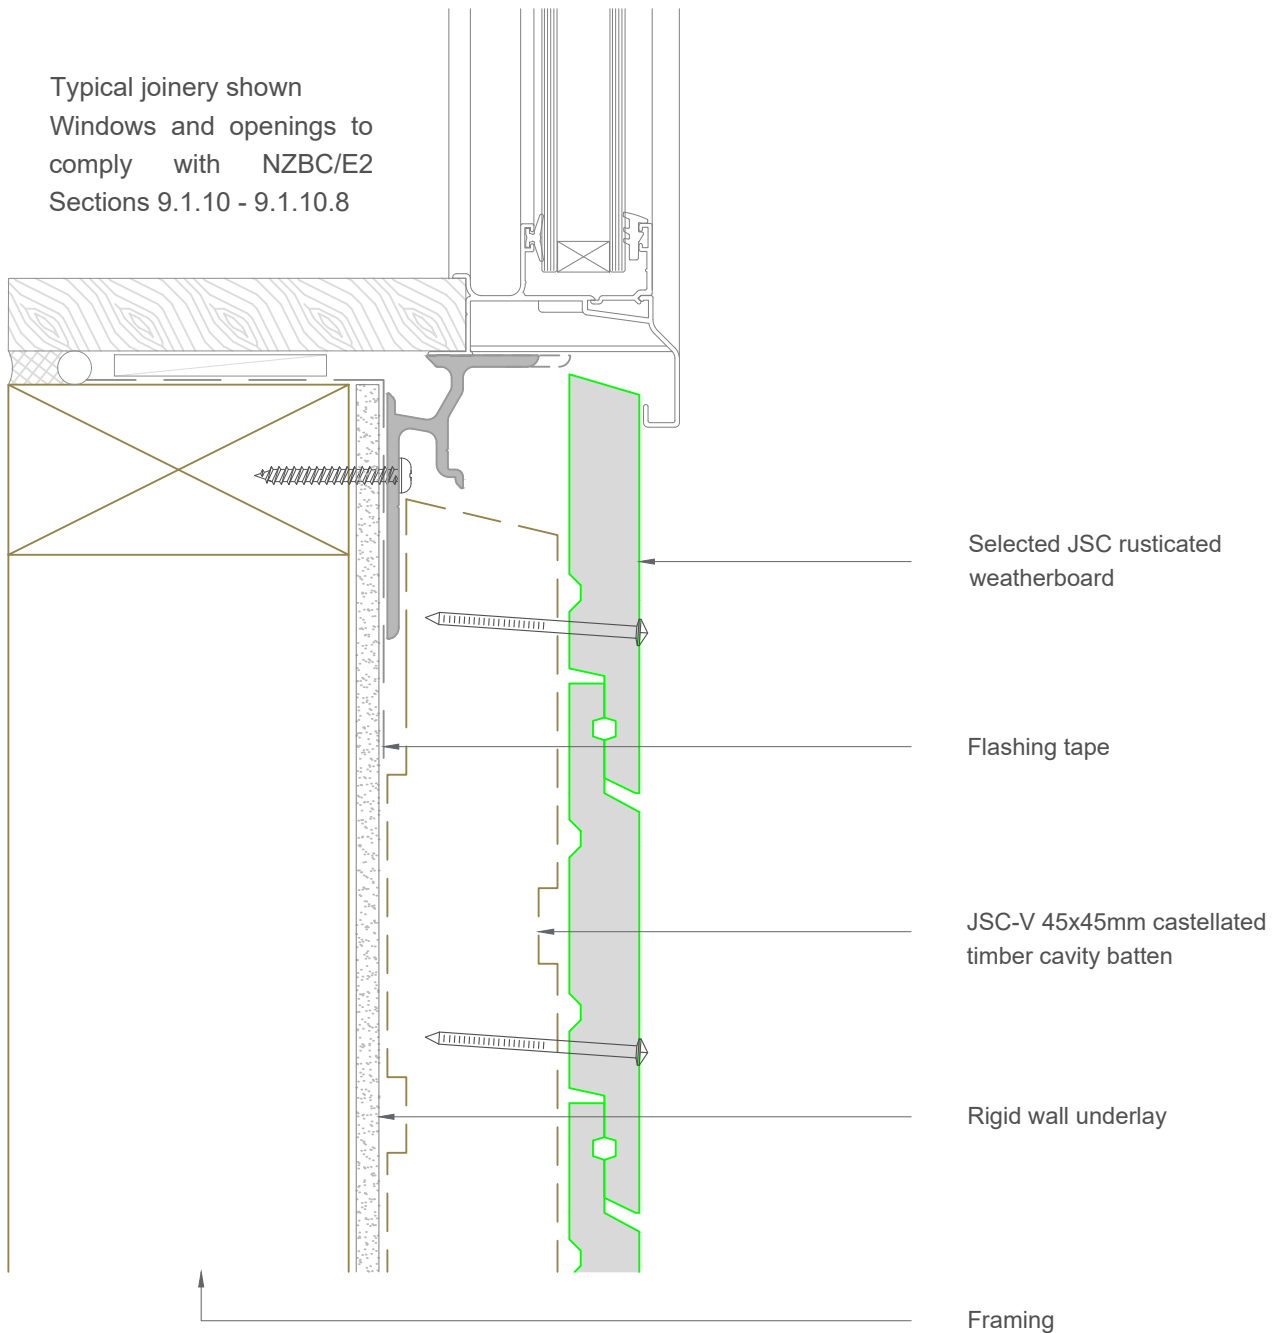 Typical joinery shown
Windows and openings to
comply with NZBC/E2
Sections 9.1.10 - 9.1.10.8
Selected JSC rusticated
weatherboard
Flashing tape
JSC-V 45x45mm castellated
timber cavity batten
Rigid wall underlay
Framing